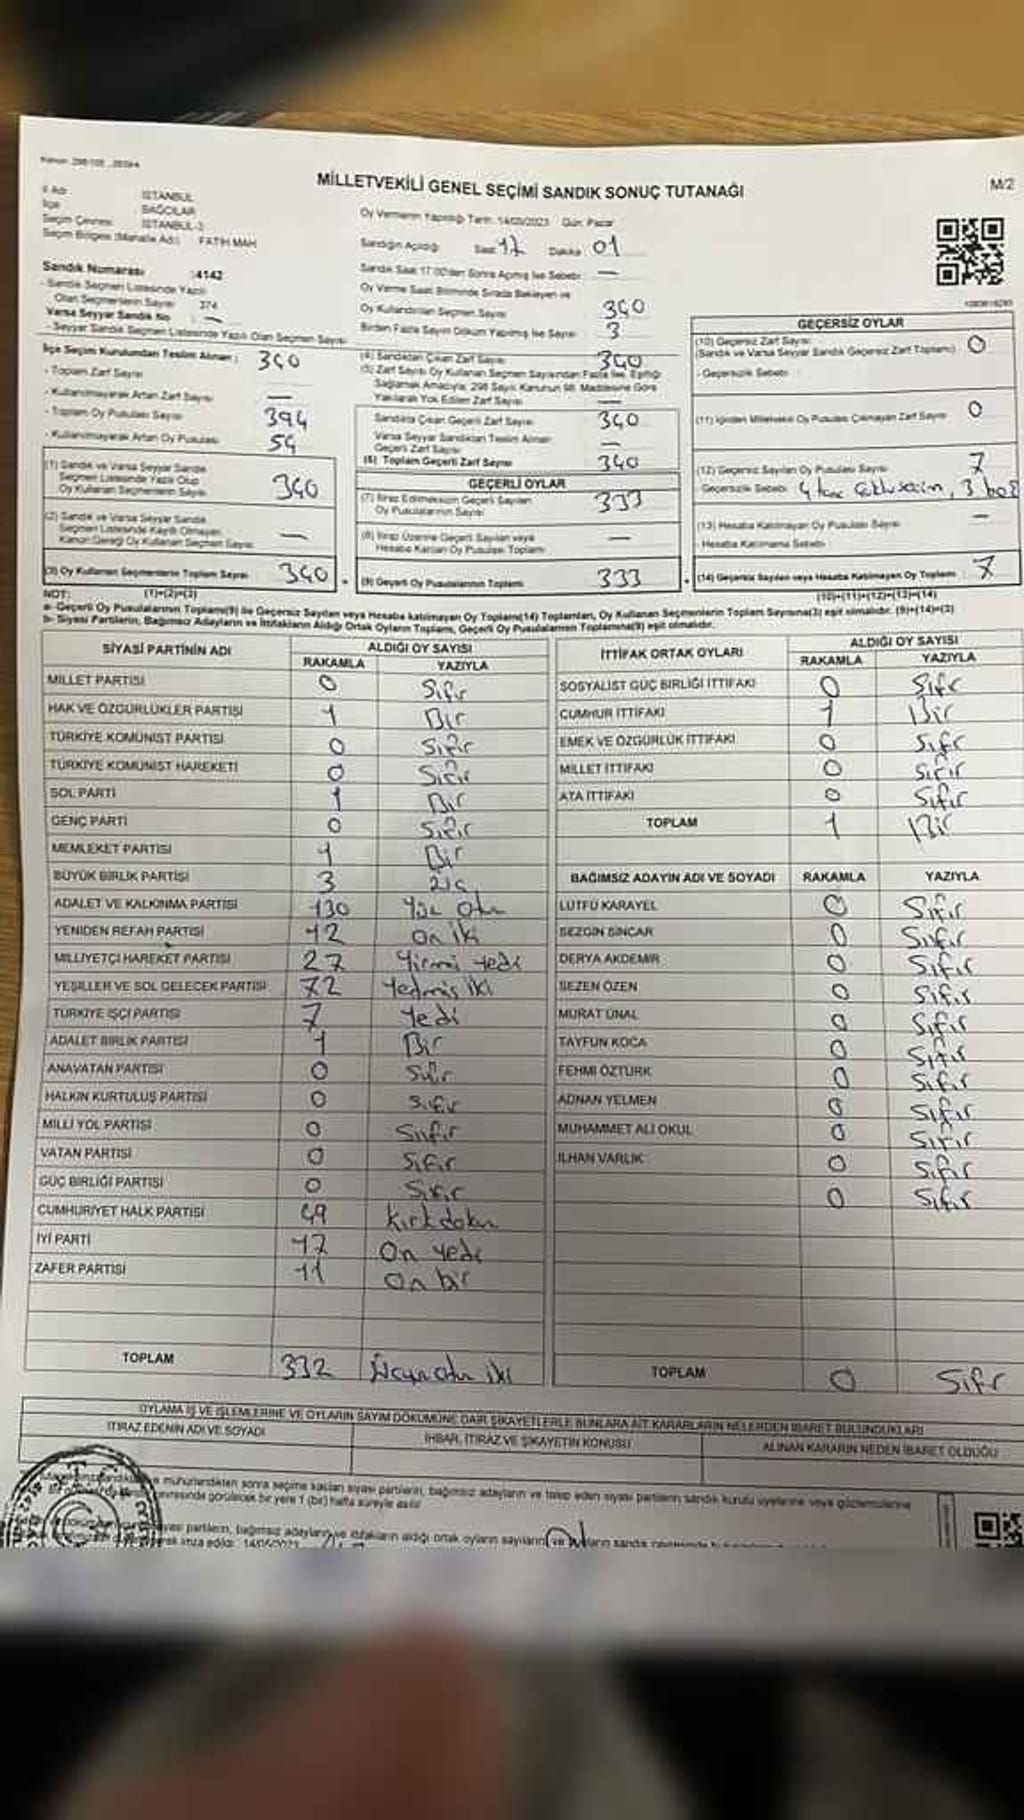 MİLLETVEKİLİ GENEL SEÇİMİ SANDIK SONUÇ TUTANAĞI
M/2
İl Adı : İSTANBUL
İlçe : BAĞCILAR
Seçim Çevresi : İSTANBUL-3
Seçim Bölgesi (Mahalle Adı) : FATİH MAH
Sandık Numarası :4142
- Sandık Seçmen Listesinde Yazılı
Olan Seçmenlerin Sayısı 374
Varsa Seyyar Sandık No : —
- Seyyar Sandık Seçmen Listesinde Yazılı Olan Seçmen Sayısı
Oy Vermenin Yapıldığı Tarih: 14/05/2023 Gün: Pazar
Sandığın Açıldığı Saat: 17 Dakika: 01
Sandık Saat 17:00'den Sonra Açılmış İse Sebebi: —
Oy Verme Saati Bitiminde Sırada Bekleyen ve
Oy Kullandırılan Seçmen Sayısı 340
Birden Fazla Sayım Döküm Yapılmış İse Sayısı 3
İlçe Seçim Kurulundan Teslim Alınan :
- Toplam Zarf Sayısı 340
- Kullanılmayarak Artan Zarf Sayısı —
- Toplam Oy Pusulası Sayısı 394
- Kullanılmayarak Artan Oy Pusulası 54
(1) Sandık ve Varsa Seyyar Sandık
Seçmen Listesinde Yazılı Olup
Oy Kullanan Seçmenlerin Sayısı 340
(2) Sandık ve Varsa Seyyar Sandık
Seçmen Listesinde Kayıtlı Olmayan,
Kanun Gereği Oy Kullanan Seçmen Sayısı —
(3) Oy Kullanan Seçmenlerin Toplam Sayısı 340
(1)+(2)=(3)
(4) Sandıktan Çıkan Zarf Sayısı 340
(5) Zarf Sayısı Oy Kullanan Seçmen Sayısından Fazla İse, Eşitliği
Sağlamak Amacıyla, 298 Sayılı Kanunun 98. Maddesine Göre
Yakılarak Yok Edilen Zarf Sayısı —
Sandıkta Çıkan Geçerli Zarf Sayısı 340
Varsa Seyyar Sandıktan Teslim Alınan
Geçerli Zarf Sayısı —
(6) Toplam Geçerli Zarf Sayısı 340
GEÇERLİ OYLAR
(7) İtiraz Edilmeksizin Geçerli Sayılan
Oy Pusulalarının Sayısı 333
(8) İtiraz Üzerine Geçerli Sayılan veya
Hesaba Katılan Oy Pusulası Toplamı —
(9) Geçerli Oy Pusulalarının Toplamı 333
GEÇERSİZ OYLAR
(10) Geçersiz Zarf Sayısı
(Sandık ve Varsa Seyyar Sandık Geçersiz Zarf Toplamı) 0
- Geçersizlik Sebebi :
(11) İçinden Milletvekili Oy Pusulası Çıkmayan Zarf Sayısı 0
(12) Geçersiz Sayılan Oy Pusulası Sayısı 7
Geçersizlik Sebebi : 4 tane 3 boş
(13) Hesaba Katılmayan Oy Pusulası Sayısı —
- Hesaba Katılmama Sebebi
(14) Geçersiz Sayılan veya Hesaba Katılmayan Oy Toplamı : 7
(10)+(11)+(12)+(13)=(14)
NOT:
a- Geçerli Oy Pusulalarının Toplamı(9) ile Geçersiz Sayılan veya Hesaba katılmayan Oy Toplamı(14) Toplamları, Oy Kullanan Seçmenlerin Toplam Sayısına(3) eşit olmalıdır. (9)+(14)=(3)
b- Siyasi Partilerin, Bağımsız Adayların ve İttifakların Aldığı Ortak Oyların Toplamı, Geçerli Oy Pusulalarının Toplamına(9) eşit olmalıdır.
SİYASİ PARTİNİN ADI ALDIĞI OY SAYISI
RAKAMLA YAZIYLA
MİLLET PARTİSİ 0 Sıfır
HAK VE ÖZGÜRLÜKLER PARTİSİ 1 Bir
TÜRKİYE KOMÜNİST PARTİSİ 0 Sıfır
TÜRKİYE KOMÜNİST HAREKETİ 0 Sıfır
SOL PARTİ 1 Bir
GENÇ PARTİ 0 Sıfır
MEMLEKET PARTİSİ 1 Bir
BÜYÜK BİRLİK PARTİSİ 3 üç
ADALET VE KALKINMA PARTİSİ 130 Yüz Otuz
YENİDEN REFAH PARTİSİ 12 On iki
MİLLİYETÇİ HAREKET PARTİSİ 27 Yirmi yedi
YEŞİLLER VE SOL GELECEK PARTİSİ 72 Yetmiş iki
TÜRKİYE İŞÇİ PARTİSİ 7 Yedi
ADALET BİRLİK PARTİSİ 1 Bir
ANAVATAN PARTİSİ 0 Sıfır
HALKIN KURTULUŞ PARTİSİ 0 Sıfır
MİLLİ YOL PARTİSİ 0 Sıfır
VATAN PARTİSİ 0 Sıfır
GÜÇ BİRLİĞİ PARTİSİ 0 Sıfır
CUMHURİYET HALK PARTİSİ 49 Kırkdokuz
İYİ PARTİ 17 On yedi
ZAFER PARTİSİ 11 On bir
TOPLAM 332 Üçyüzotuz iki
İTTİFAK ORTAK OYLARI ALDIĞI OY SAYISI
RAKAMLA YAZIYLA
SOSYALİST GÜÇ BİRLİĞİ İTTİFAKI 0 Sıfır
CUMHUR İTTİFAKI 1 Bir
EMEK VE ÖZGÜRLÜK İTTİFAKI 0 Sıfır
MİLLET İTTİFAKI 0 Sıfır
ATA İTTİFAKI 0 Sıfır
TOPLAM 1 Bir
BAĞIMSIZ ADAYIN ADI VE SOYADI RAKAMLA YAZIYLA
LÜTFÜ KARAYEL 0 Sıfır
SEZGİN SİNCAR 0 Sıfır
DERYA AKDEMİR 0 Sıfır
SEZEN ÖZEN 0 Sıfır
MURAT ÜNAL 0 Sıfır
TAYFUN KOCA 0 Sıfır
FEHMİ ÖZTÜRK 0 Sıfır
ADNAN YELMEN 0 Sıfır
MUHAMMET ALİ OKUL 0 Sıfır
İLHAN VARLIK 0 Sıfır
0 Sıfır
TOPLAM 0 Sıfır
OYLAMA İŞ VE İŞLEMLERİNE VE OYLARIN SAYIM DÖKÜMÜNE DAİR ŞİKAYETLERLE BUNLARA AİT KARARLARIN NELERDEN İBARET BULUNDUKLARI
İTİRAZ EDENİN ADI VE SOYADI İHBAR, İTİRAZ VE ŞİKAYETİN KONUSU ALINAN KARARIN NEDEN İBARET OLDUĞU
mühürlendikten sonra seçime katılan siyasi partilerin, bağımsız adayların ve talep eden siyasi partilerin sandık kurulu üyelerine veya gözlemcilerine
çevresinde görülecek bir yere 1 (bir) hafta süreyle asılır
siyasi partilerin, bağımsız adayların ve ittifakların aldığı ortak oyların sayılarını
imza edildi. 14/05/2023